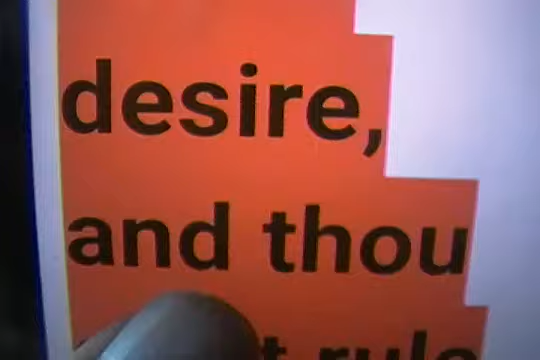 desire,
and thou